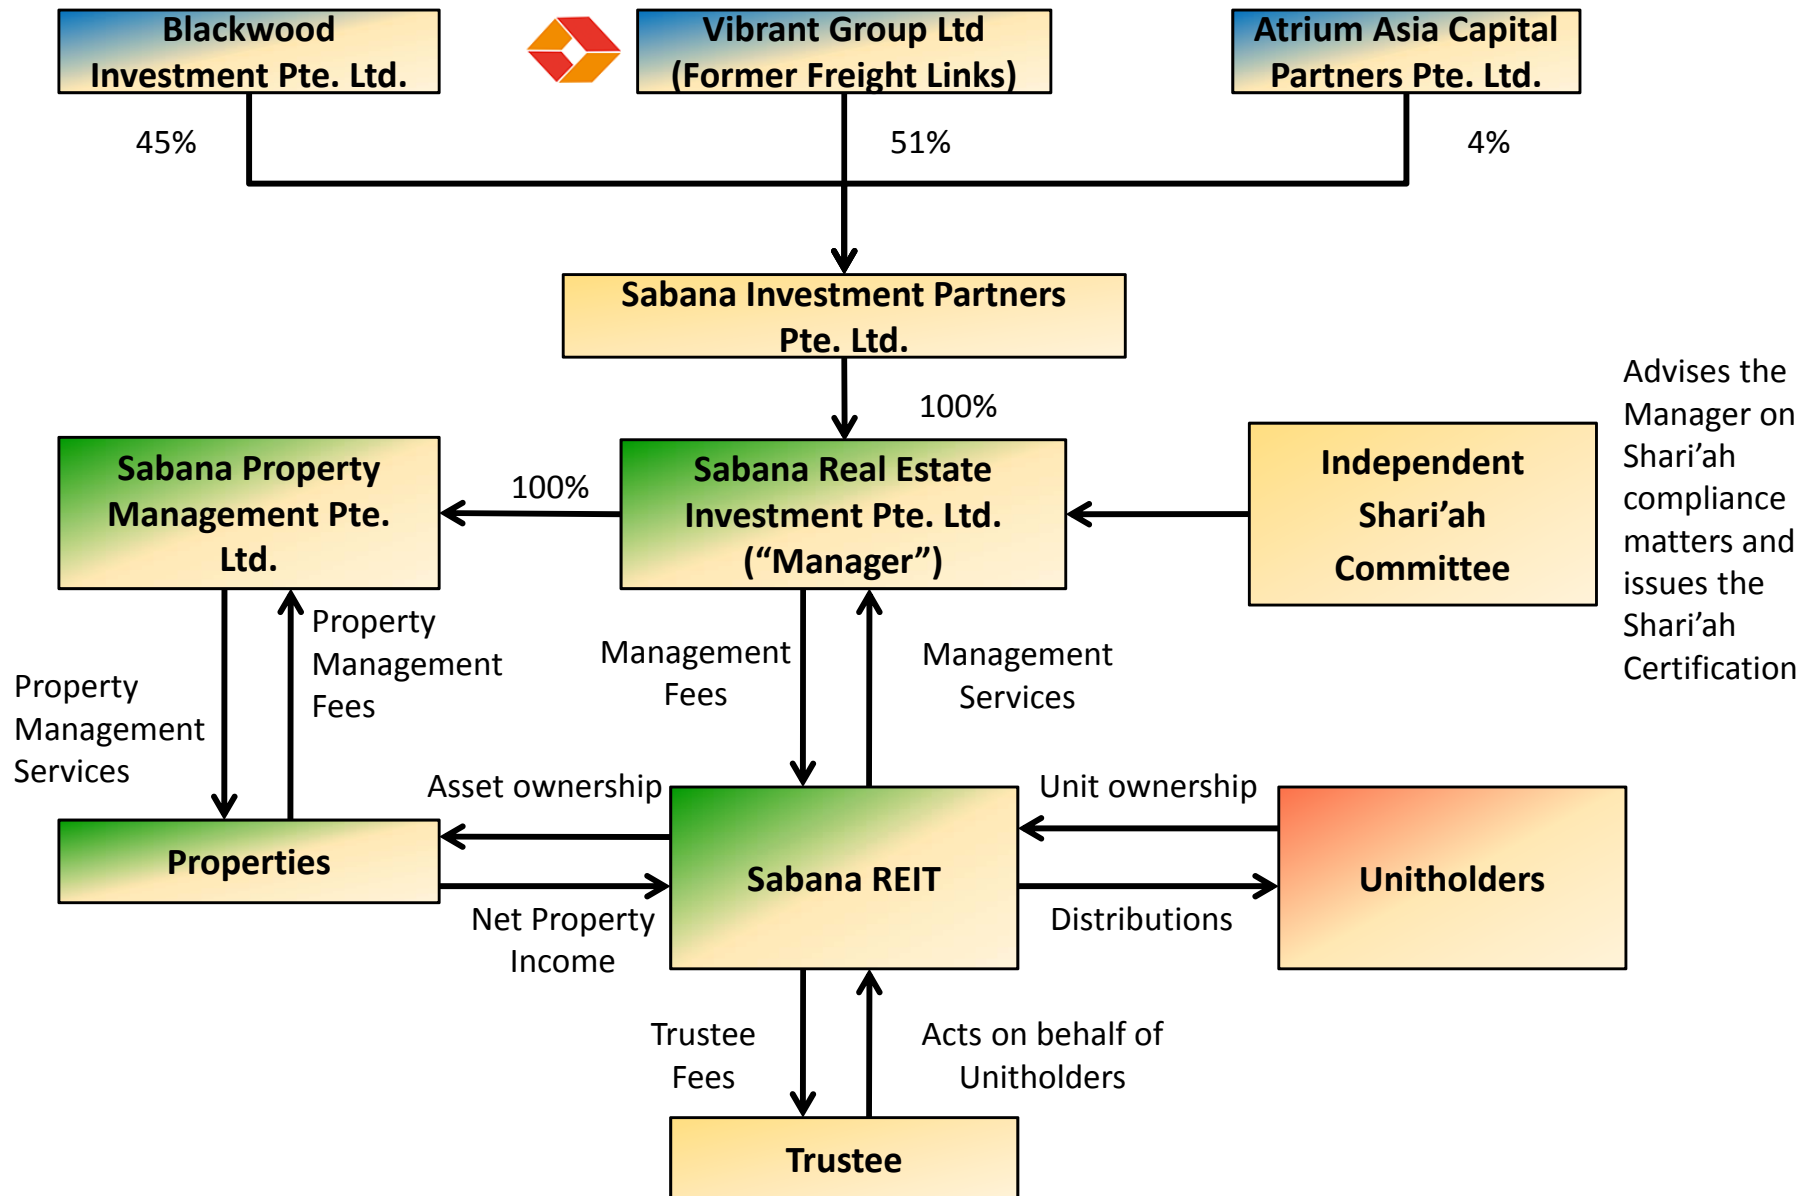 Blackwood
Investment Pte. Ltd.
Vibrant Group Ltd
(Former Freight Links)
Atrium Asia Capital
Partners Pte. Ltd.
45%
51%
4%
Sabana Investment Partners
Pte. Ltd.
100%
Advises the
Manager on
Shari’ah
compliance
matters and
issues the
Shari’ah
Certification
Sabana Property
Management Pte.
Ltd.
100%
Sabana Real Estate
Investment Pte. Ltd.
(“Manager”)
Independent
Shari’ah
Committee
Property
Management
Services
Property
Management
Fees
Management
Fees
Management
Services
Asset ownership
Unit ownership
Properties
Sabana REIT
Unitholders
Net Property
Income
Distributions
Trustee
Fees
Acts on behalf of
Unitholders
Trustee